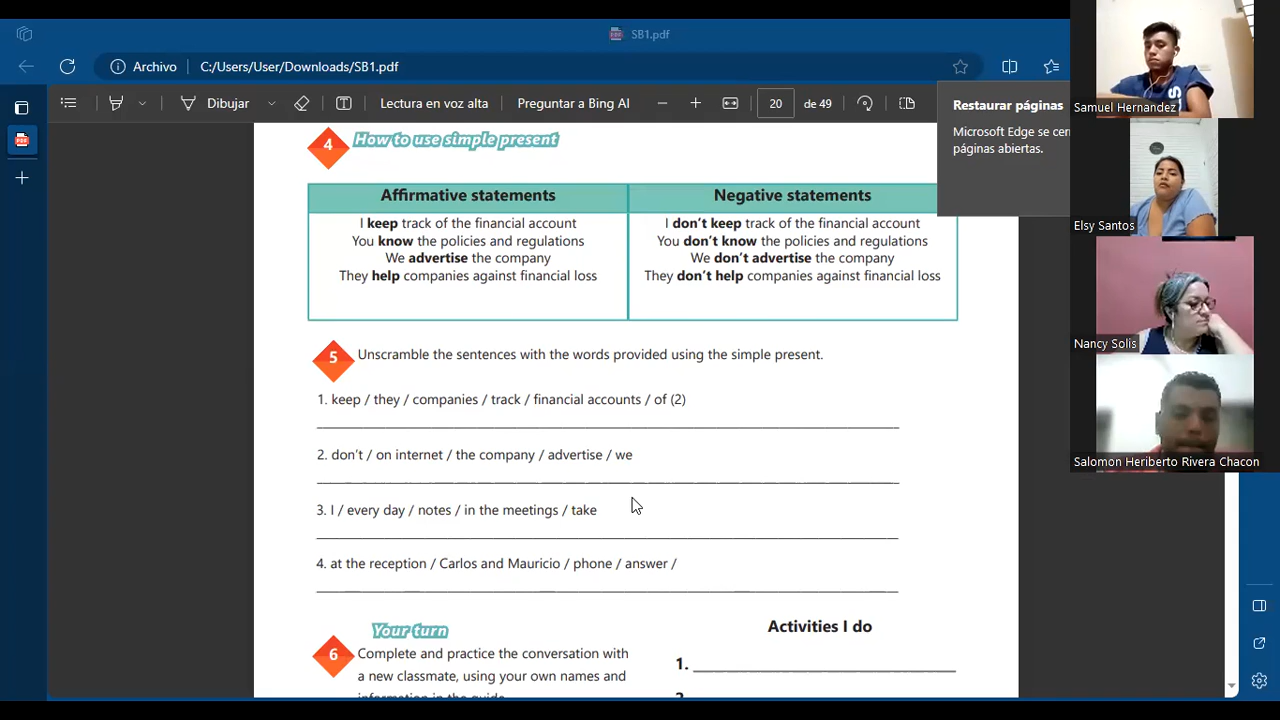 SB1.pdf
Archivo
C:/Users/User/Downloads/SB1.pdf
Dibujar
Lectura en voz alta
Preguntar a Bing AI
20
de 49
Restaurar páginas
Microsoft Edge se cer
páginas abiertas.
4 How to use simple present
Affirmative statements
I keep track of the financial account
You know the policies and regulations
We advertise the company
They help companies against financial loss
Negative statements
I don't keep track of the financial account
You don't know the policies and regulations
We don't advertise the company
They don't help companies against financial loss
5 Unscramble the sentences with the words provided using the simple present.
1. keep / they / companies / track / financial accounts / of (2)
2. don't / on internet / the company / advertise / we
3. I / every day / notes / in the meetings / take
4. at the reception / Carlos and Mauricio / phone / answer /
6 Your turn
Complete and practice the conversation with
a new classmate, using your own names and
information in the guide.
Activities I do
1.
2.
Samuel Hernandez
Elsy Santos
Nancy Solis
Salomon Heriberto Rivera Chacon